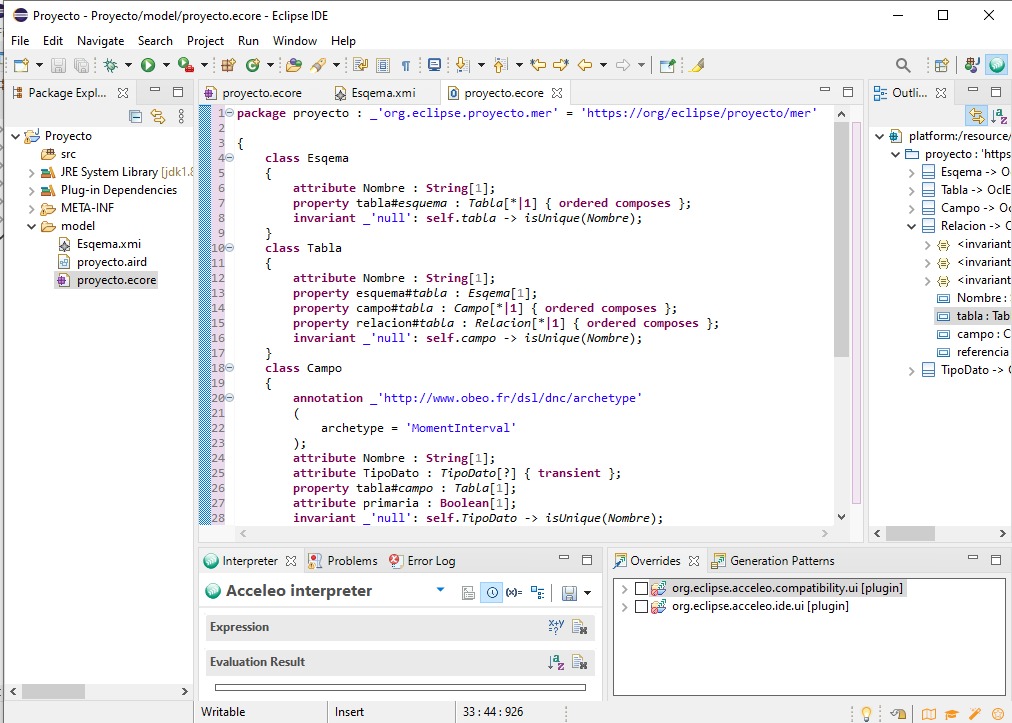 Proyecto - Proyecto/model/proyecto.ecore - Eclipse IDE
File Edit Navigate Search Project Run Window Help
Package Expl...
Proyecto
src
JRE System Library [jdk1.8
Plug-in Dependencies
META-INF
model
Esqema.xmi
proyecto.aird
proyecto.ecore
proyecto.ecore Esqema.xmi proyecto.ecore
1 package proyecto : _'org.eclipse.proyecto.mer' = 'https://org/eclipse/proyecto/mer'
2
3 {
4 class Esqema
5 {
6 attribute Nombre : String[1];
7 property tabla#esquema : Tabla[*|1] { ordered composes };
8 invariant _'null': self.tabla -> isUnique(Nombre);
9 }
10 class Tabla
11 {
12 attribute Nombre : String[1];
13 property esquema#tabla : Esqema[1];
14 property campo#tabla : Campo[*|1] { ordered composes };
15 property relacion#tabla : Relacion[*|1] { ordered composes };
16 invariant _'null': self.campo -> isUnique(Nombre);
17 }
18 class Campo
19 {
20 annotation _'http://www.obeo.fr/dsl/dnc/archetype'
21 (
22 archetype = 'MomentInterval'
23 );
24 attribute Nombre : String[1];
25 attribute TipoDato : TipoDato[?] { transient };
26 property tabla#campo : Tabla[1];
27 attribute primaria : Boolean[1];
28 invariant _'null': self.TipoDato -> isUnique(Nombre);
Outli...
platform:/resource/
proyecto : 'https
Esqema -> Oc
Tabla -> OclE
Campo -> Oc
Relacion -> O
<invariant
<invariant
<invariant
Nombre :
tabla : Tab
campo : C
referencia
TipoDato -> O
Interpreter Problems Error Log
Acceleo interpreter
Expression
Evaluation Result
Overrides Generation Patterns
org.eclipse.acceleo.compatibility.ui [plugin]
org.eclipse.acceleo.ide.ui [plugin]
Writable Insert 33 : 44 : 926